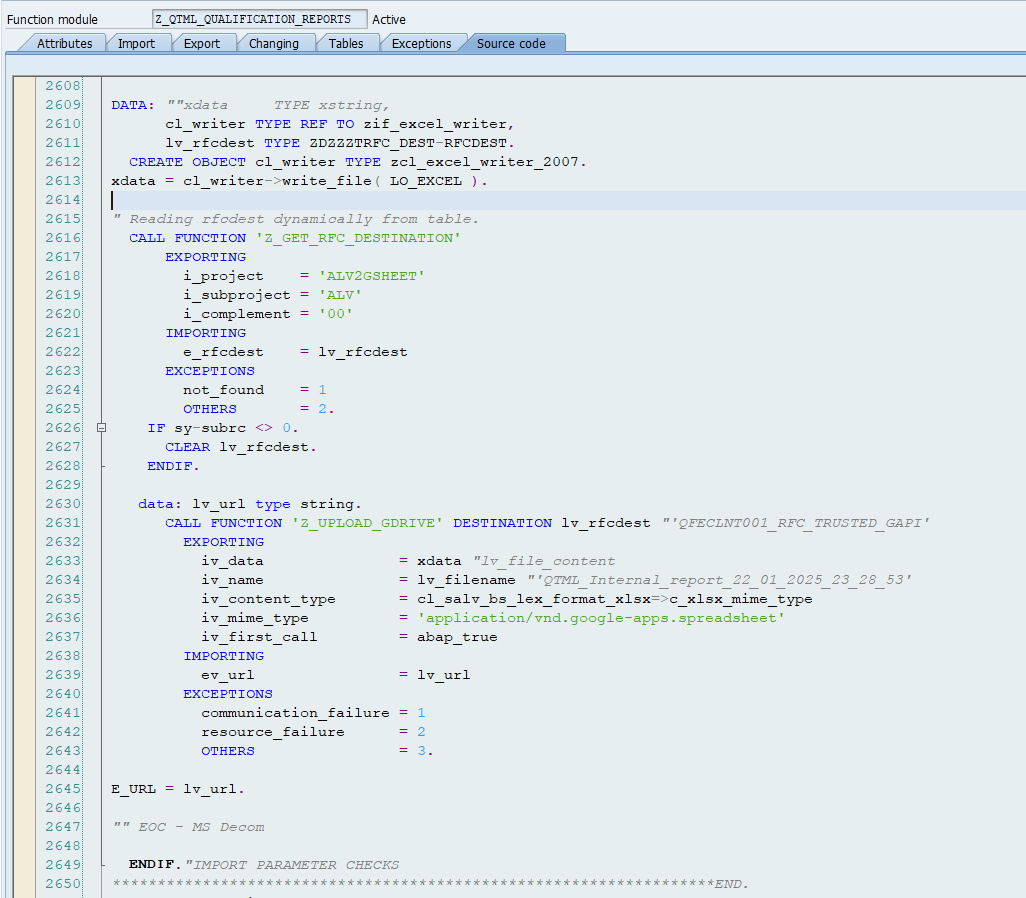 Function module Z_QTML_QUALIFICATION_REPORTS Active
Attributes Import Export Changing Tables Exceptions Source code
2608
2609 DATA: ""xdata TYPE xstring,
2610 cl_writer TYPE REF TO zif_excel_writer,
2611 lv_rfcdest TYPE ZDZZZTRFC_DEST-RFCDEST.
2612 CREATE OBJECT cl_writer TYPE zcl_excel_writer_2007.
2613 xdata = cl_writer->write_file( LO_EXCEL ).
2614
2615 " Reading rfcdest dynamically from table.
2616 CALL FUNCTION 'Z_GET_RFC_DESTINATION'
2617 EXPORTING
2618 i_project = 'ALV2GSHEET'
2619 i_subproject = 'ALV'
2620 i_complement = '00'
2621 IMPORTING
2622 e_rfcdest = lv_rfcdest
2623 EXCEPTIONS
2624 not_found = 1
2625 OTHERS = 2.
2626 IF sy-subrc <> 0.
2627 CLEAR lv_rfcdest.
2628 ENDIF.
2629
2630 data: lv_url type string.
2631 CALL FUNCTION 'Z_UPLOAD_GDRIVE' DESTINATION lv_rfcdest "'QFECLNT001_RFC_TRUSTED_GAPI'
2632 EXPORTING
2633 iv_data = xdata "lv_file_content
2634 iv_name = lv_filename "'QTML_Internal_report_22_01_2025_23_28_53'
2635 iv_content_type = cl_salv_bs_lex_format_xlsx=>c_xlsx_mime_type
2636 iv_mime_type = 'application/vnd.google-apps.spreadsheet'
2637 iv_first_call = abap_true
2638 IMPORTING
2639 ev_url = lv_url
2640 EXCEPTIONS
2641 communication_failure = 1
2642 resource_failure = 2
2643 OTHERS = 3.
2644
2645 E_URL = lv_url.
2646
2647 "" EOC - MS Decom
2648
2649 ENDIF."IMPORT PARAMETER CHECKS
2650 *******************************************************************END.